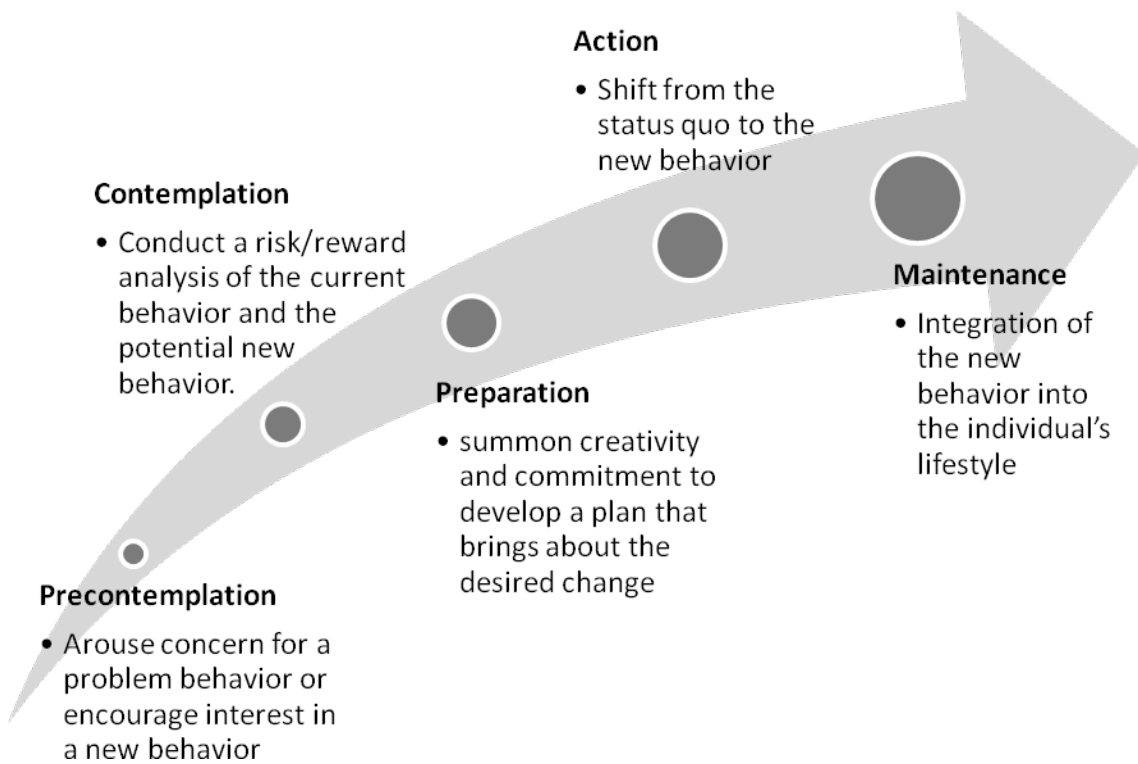 Precontemplation
• Arouse concern for a
problem behavior or
encourage interest in
a new behavior
Contemplation
• Conduct a risk/reward
analysis of the current
behavior and the
potential new
behavior.
Preparation
• summon creativity
and commitment to
develop a plan that
brings about the
desired change
Action
• Shift from the
status quo to the
new behavior
Maintenance
• Integration of
the new
behavior into
the individual’s
lifestyle